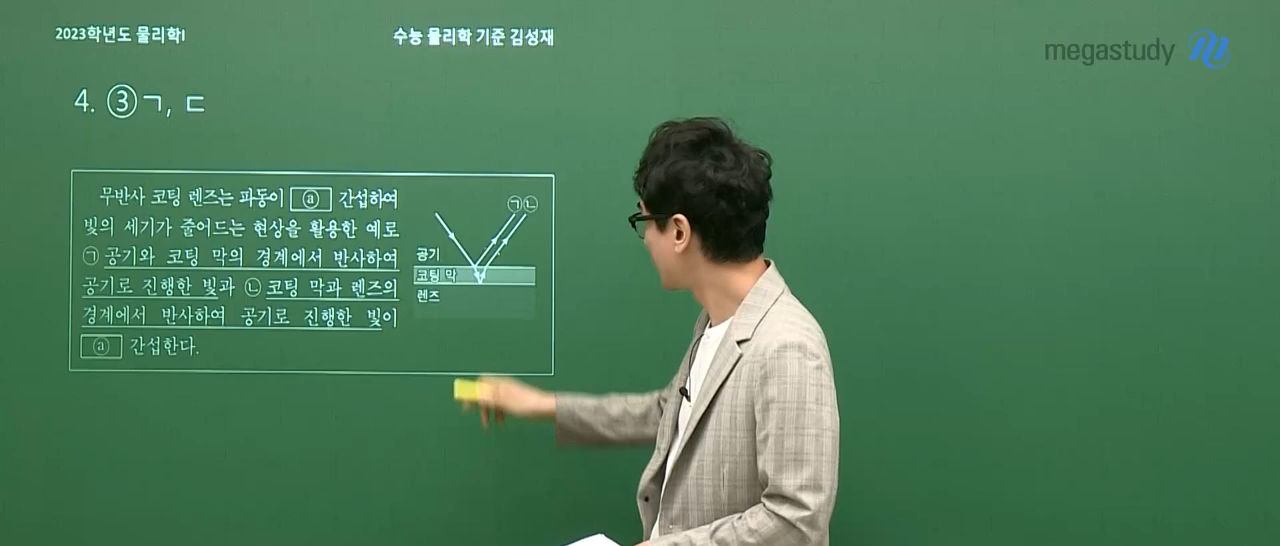 2023학년도 물리학I
수능 물리학 기준 김성재
megastudy
4. ③ ㄱ, ㄷ
무반사 코팅 렌즈는 파동이 ⓐ 간섭하여
빛의 세기가 줄어드는 현상을 활용한 예로
㉠ 공기와 코팅 막의 경계에서 반사하여
공기로 진행한 빛과 ㉡ 코팅 막과 렌즈의
경계에서 반사하여 공기로 진행한 빛이
ⓐ 간섭한다.
㉠㉡
공기
코팅 막
렌즈